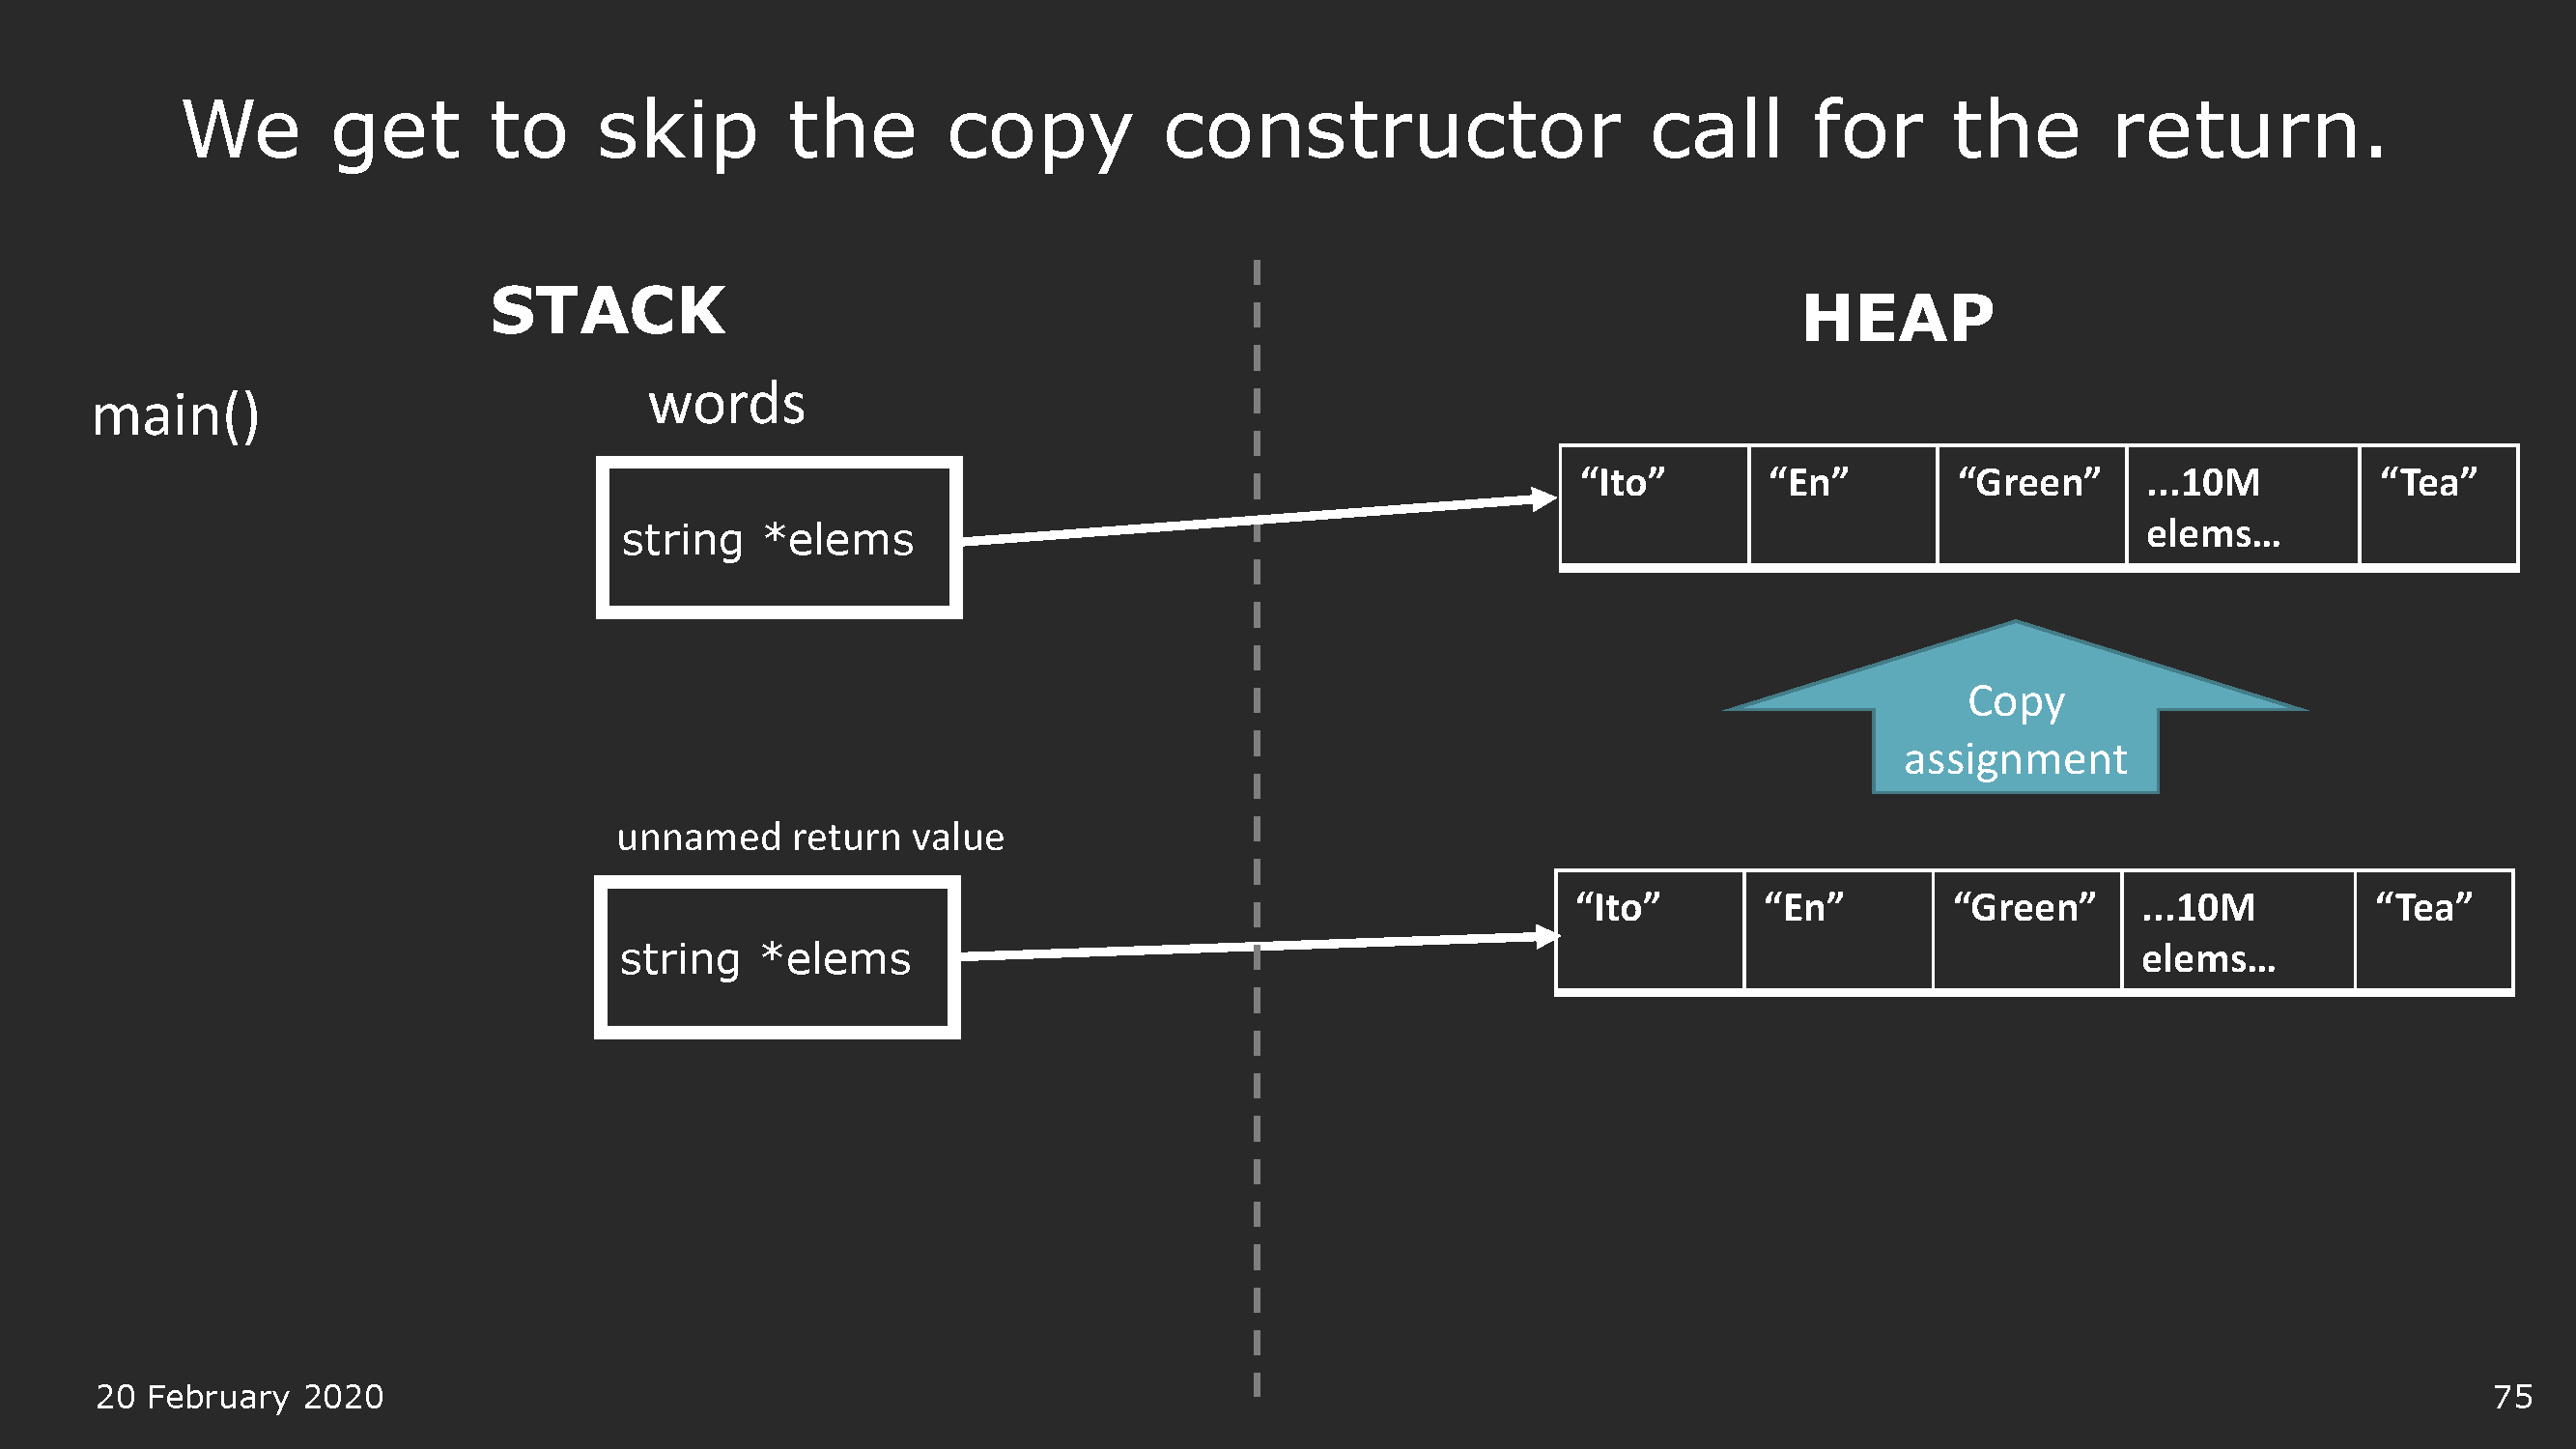 We get to skip the copy constructor call for the return.
STACK
HEAP
main()
words
string *elems
“Ito” “En” “Green” ...10M “Tea”
elems…
Copy
assignment
unnamed return value
string *elems
“Ito” “En” “Green” ...10M “Tea”
elems…
20 February 2020
75